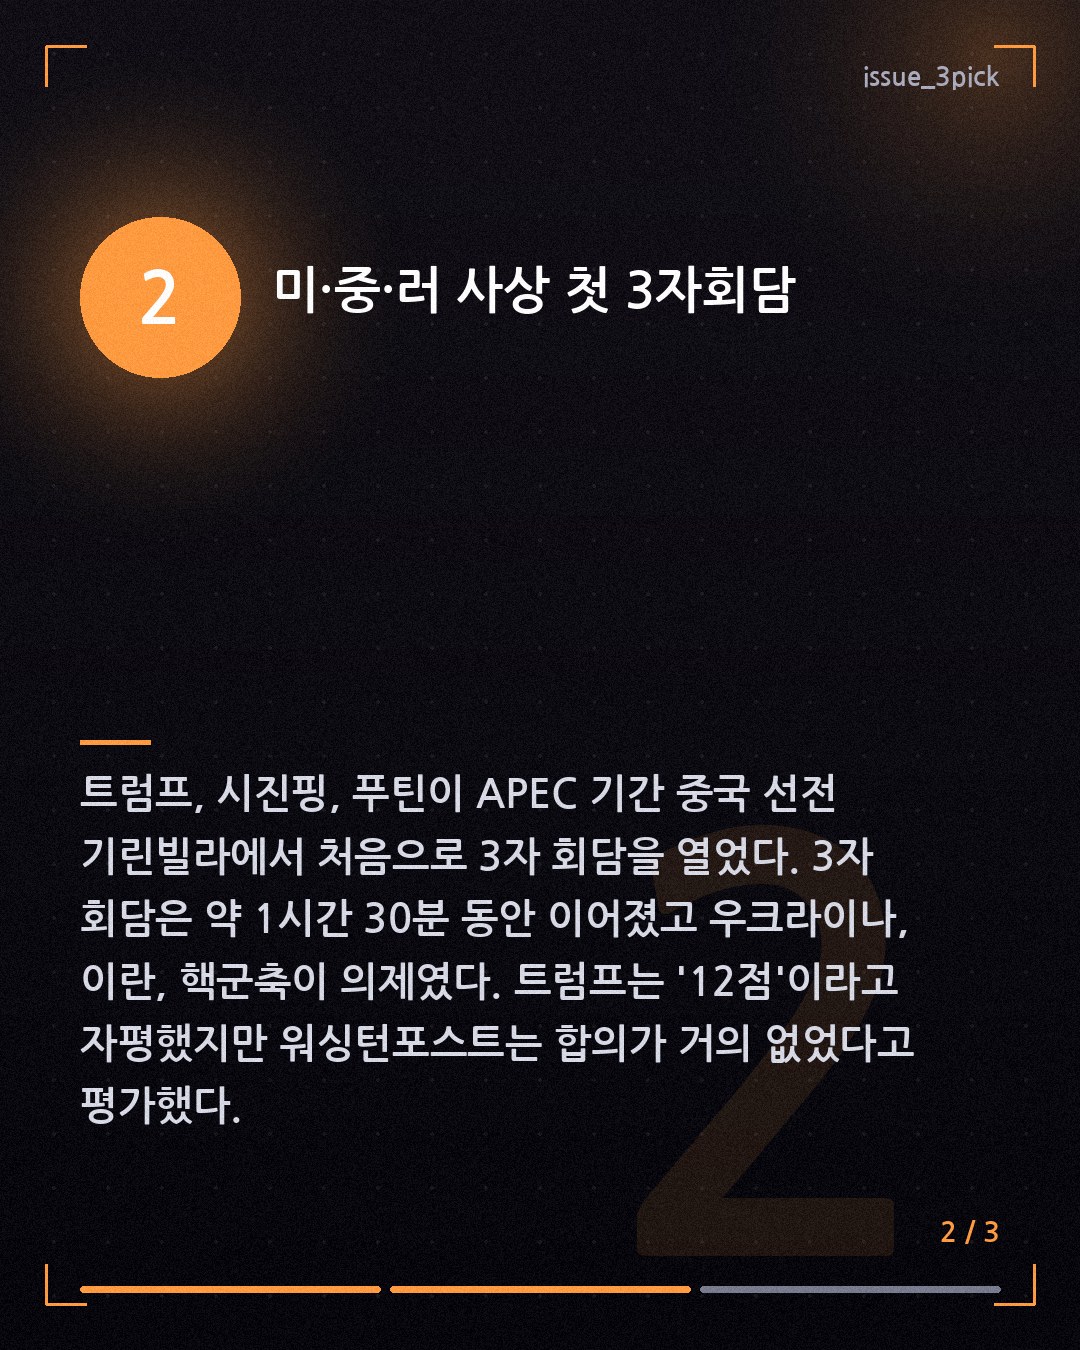 issue_3pick
2
미·중·러 사상 첫 3자회담
트럼프, 시진핑, 푸틴이 APEC 기간 중국 선전
기린빌라에서 처음으로 3자 회담을 열었다. 3자
회담은 약 1시간 30분 동안 이어졌고 우크라이나,
이란, 핵군축이 의제였다. 트럼프는 '12점'이라고
자평했지만 워싱턴포스트는 합의가 거의 없었다고
평가했다.
2
2 / 3